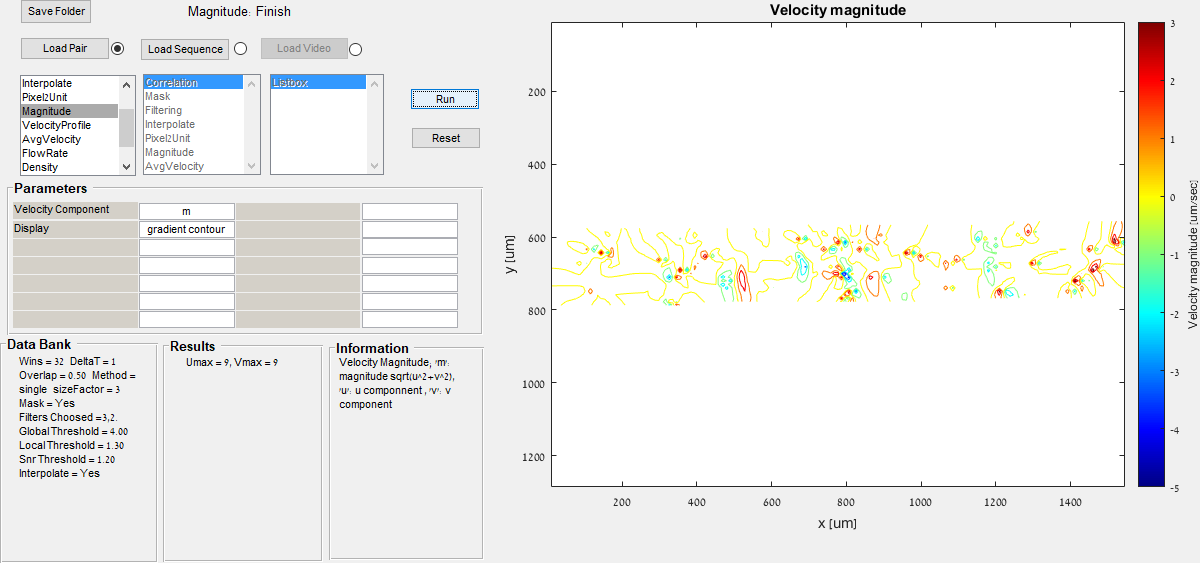 Save Folder
Magnitude: Finish
Load Pair
Load Sequence
Load Video
Interpolate
Pixel2Unit
Magnitude
VelocityProfile
AvgVelocity
FlowRate
Density
Correlation
Mask
Filtering
Interpolate
Pixel2Unit
Magnitude
AvgVelocity
Listbox
Run
Reset
Parameters
Velocity Component
m
Display
gradient contour
Data Bank
Wins = 32 DeltaT = 1
Overlap = 0.50 Method =
single sizeFactor = 3
Mask = Yes
Filters Choosed =3,2.
Global Threshold = 4.00
Local Threshold = 1.30
Snr Threshold = 1.20
Interpolate = Yes
Results
Umax = 9, Vmax = 9
Information
Velocity Magnitude, 'm':
magnitude sqrt(u^2+v^2),
'u': u componnent , 'v': v
component
Velocity magnitude
200
400
600
800
1000
1200
y [um]
200
400
600
800
1000
1200
1400
x [um]
3
2
1
0
-1
-2
-3
-4
-5
Velocity magnitude [um/sec]